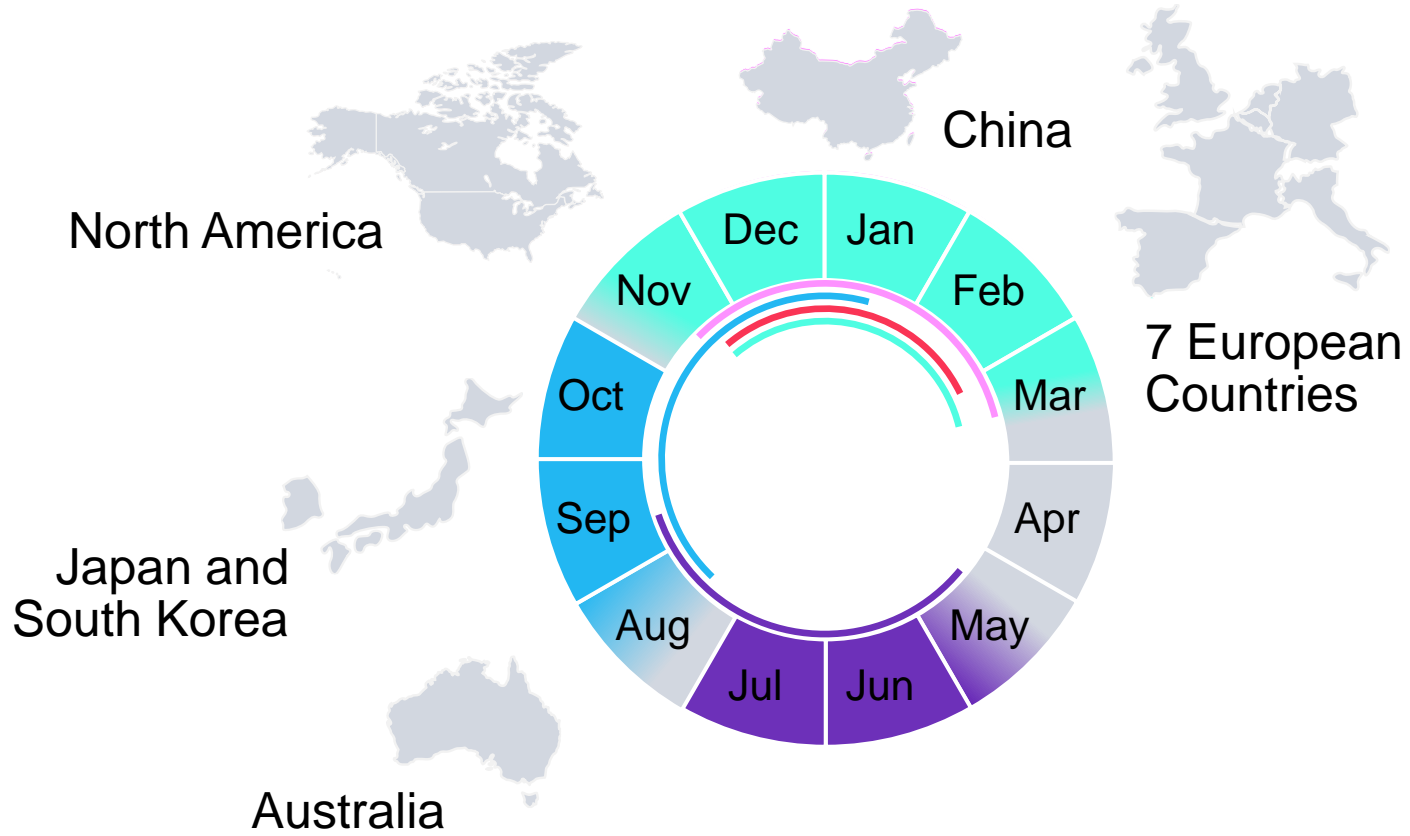 China
North America
Dec
Jan
Nov
Feb
7 European
Countries
Oct
Mar
Sep
Apr
Japan and
South Korea
Aug
May
Jul
Jun
Australia